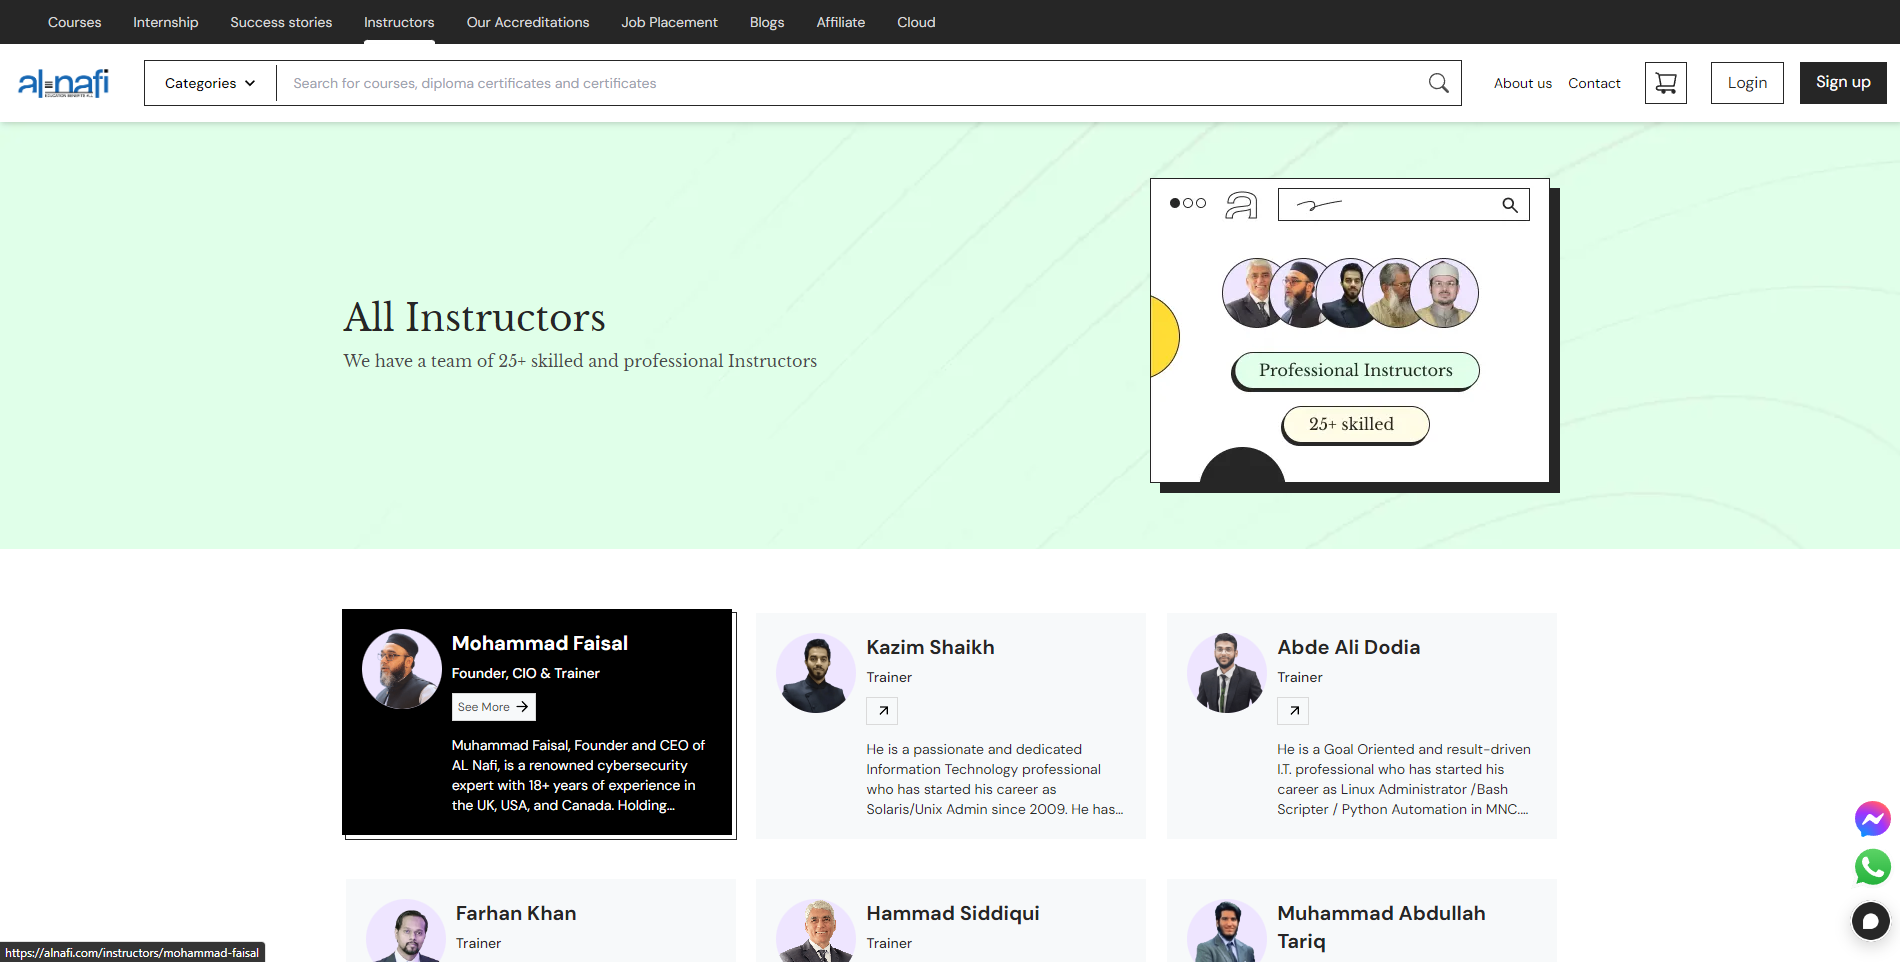 Courses Internship Success stories Instructors Our Accreditations Job Placement Blogs Affiliate Cloud
al-nafi
Categories
Search for courses, diploma certificates and certificates
About us Contact
Login
Sign up
All Instructors
We have a team of 25+ skilled and professional Instructors
a
Professional Instructors
25+ skilled
Mohammad Faisal
Founder, CIO & Trainer
See More
Muhammad Faisal, Founder and CEO of
AL Nafi, is a renowned cybersecurity
expert with 18+ years of experience in
the UK, USA, and Canada. Holding...
Kazim Shaikh
Trainer
He is a passionate and dedicated
Information Technology professional
who has started his career as
Solaris/Unix Admin since 2009. He has...
Abde Ali Dodia
Trainer
He is a Goal Oriented and result-driven
I.T. professional who has started his
career as Linux Administrator /Bash
Scripter / Python Automation in MNC....
Farhan Khan
Trainer
Hammad Siddiqui
Trainer
Muhammad Abdullah
Tariq
https://alnafi.com/instructors/mohammad-faisal